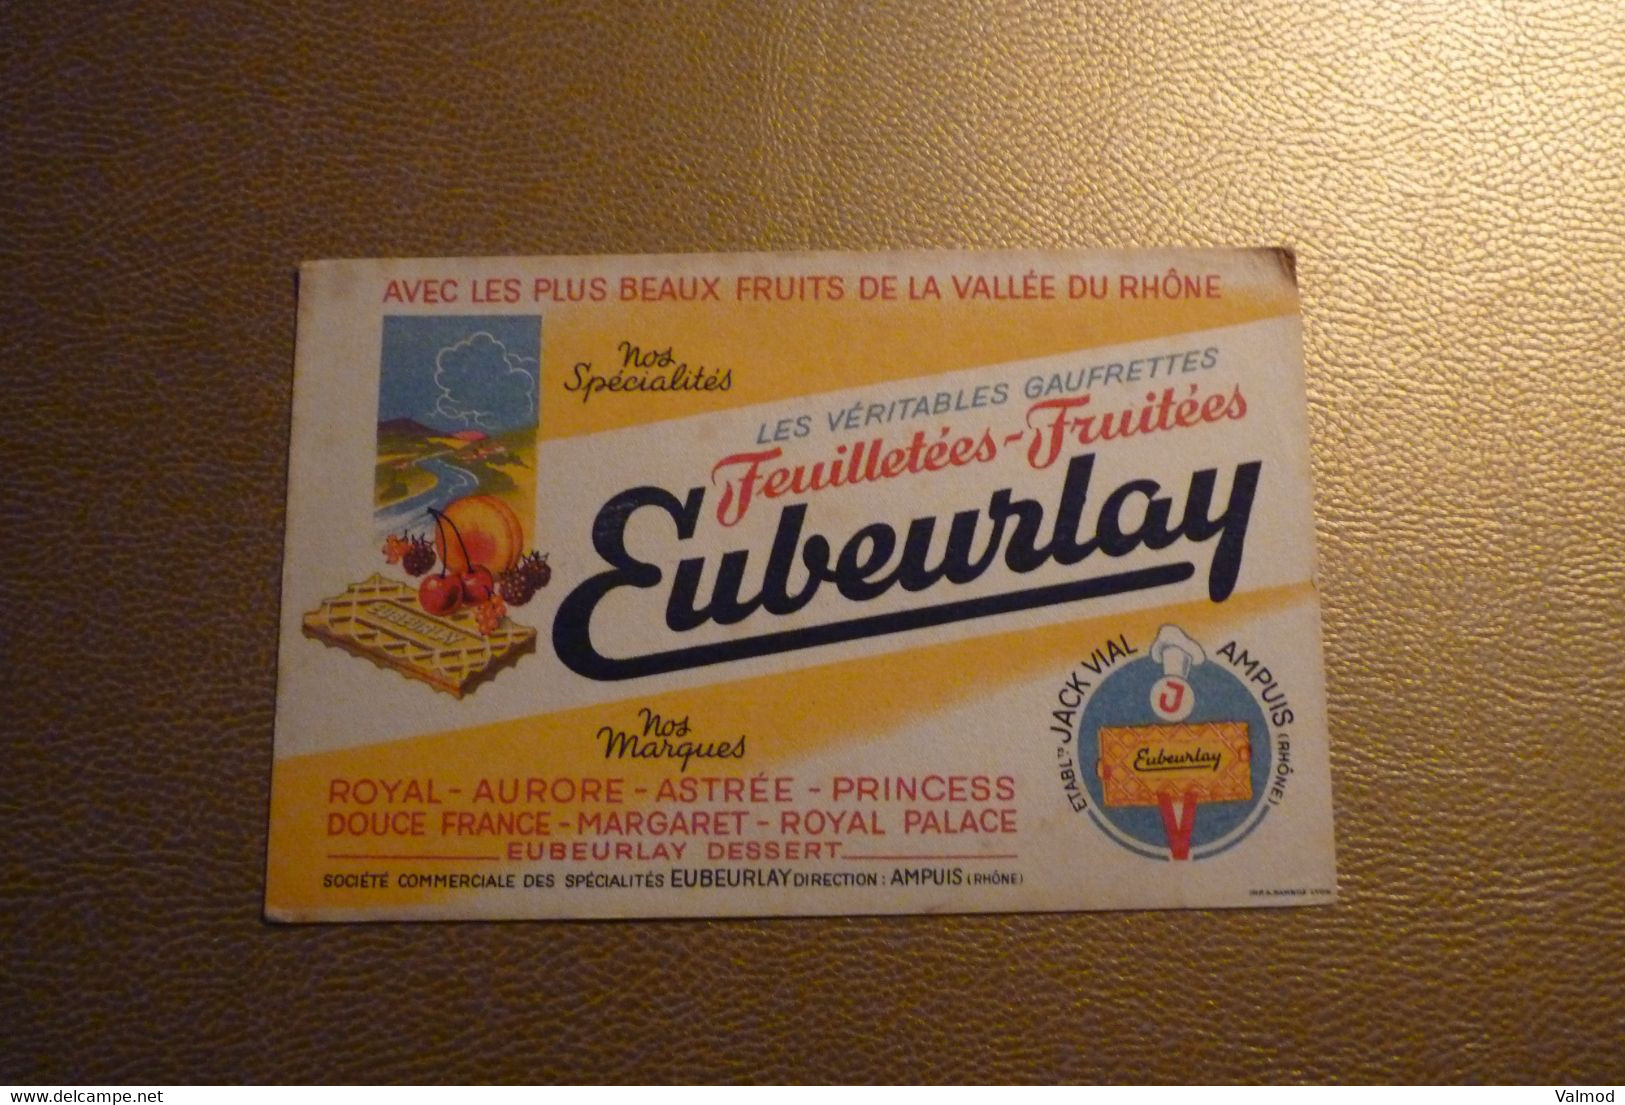 AVEC LES PLUS BEAUX FRUITS DE LA VALLÉE DU RHÔNE
Nos
Spécialités
LES VÉRITABLES GAUFRETTES
Feuilletées-Fruitées
Eubeurlay
EUBEURLAY
Nos
Marques
ROYAL - AURORE - ASTRÉE - PRINCESS
DOUCE FRANCE - MARGARET - ROYAL PALACE
EUBEURLAY DESSERT
SOCIÉTÉ COMMERCIALE DES SPÉCIALITÉS EUBEURLAY DIRECTION : AMPUIS (RHÔNE)
ETABLTS JACK VIAL AMPUIS (RHÔNE)
J
Eubeurlay
V
LYON
delcampe.net
Valmod